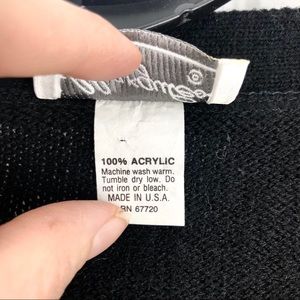 100% ACRYLIC
Machine wash warm.
Tumble dry low. Do
not iron or bleach.
MADE IN U.S.A.
RN 67720